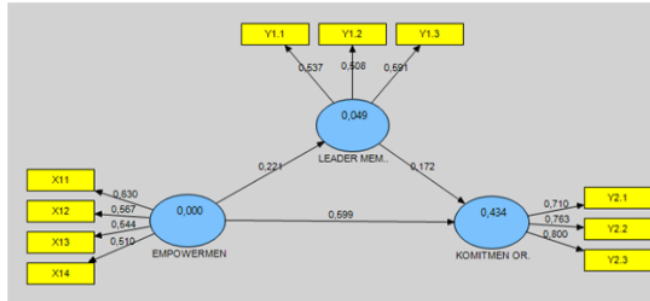 Y1.1 Y1.2 Y1.3
0,537 0,508 0,591
0,049
LEADER MEM..
0,221 0,172
X11
X12
X13
X14
0,630
0,567
0,544
0,510
0,000
EMPOWERMEN
0,599
0,434
KOMITMEN OR.
0,710
0,763
0,800
Y2.1
Y2.2
Y2.3